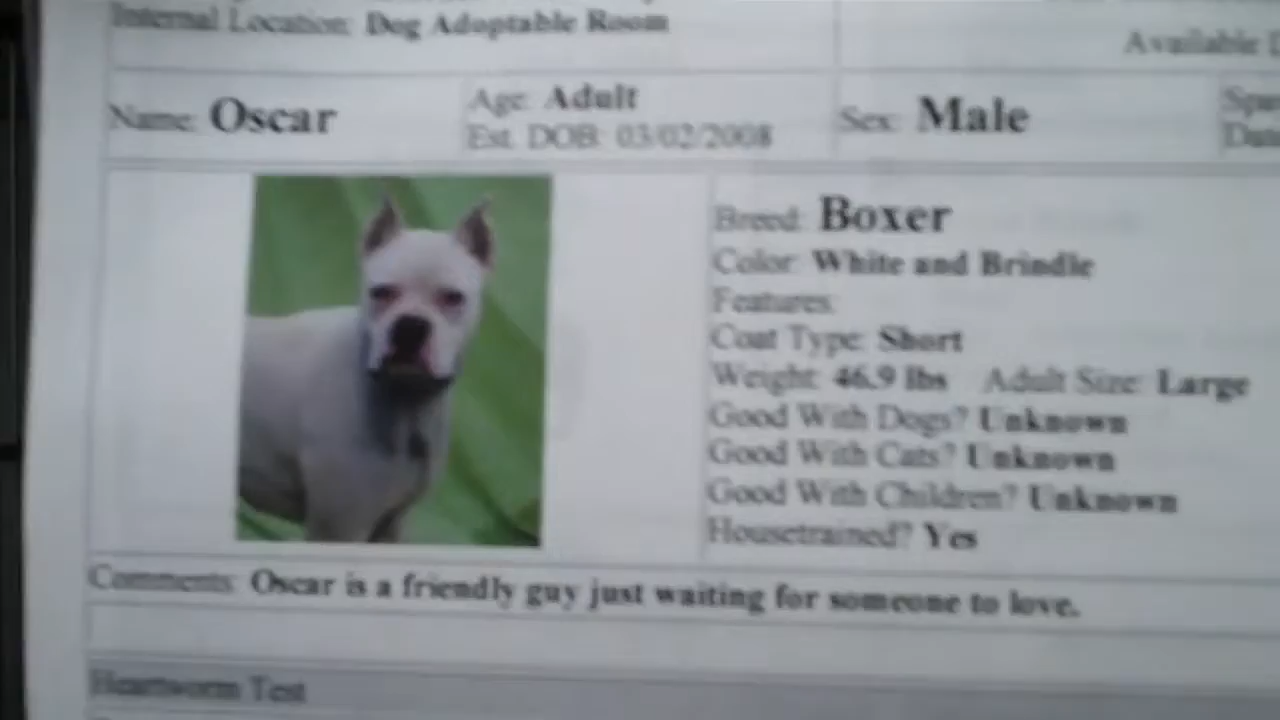 Internal Location: Dog Adoptable Room
Available
Name: Oscar
Age: Adult
Est. DOB: 03/02/2008
Sex: Male
Breed: Boxer
Color: White and Brindle
Features:
Coat Type: Short
Weight: 46.9 lbs Adult Size: Large
Good With Dogs? Unknown
Good With Cats? Unknown
Good With Children? Unknown
Housetrained? Yes
Comments: Oscar is a friendly guy just waiting for someone to love.
Heartworm Test